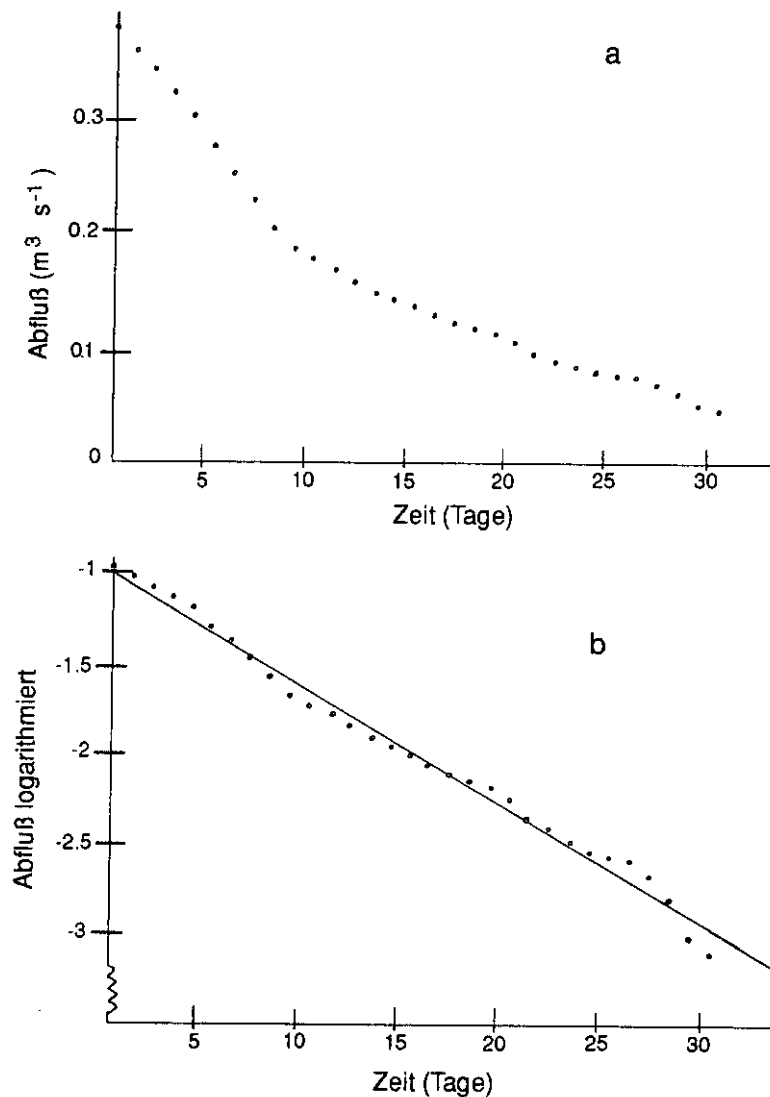 a
Abfluß (m³ s⁻¹)
0.3
0.2
0.1
0
5 10 15 20 25 30
Zeit (Tage)
b
Abfluß logarithmiert
-1
-1.5
-2
-2.5
-3
5 10 15 20 25 30
Zeit (Tage)